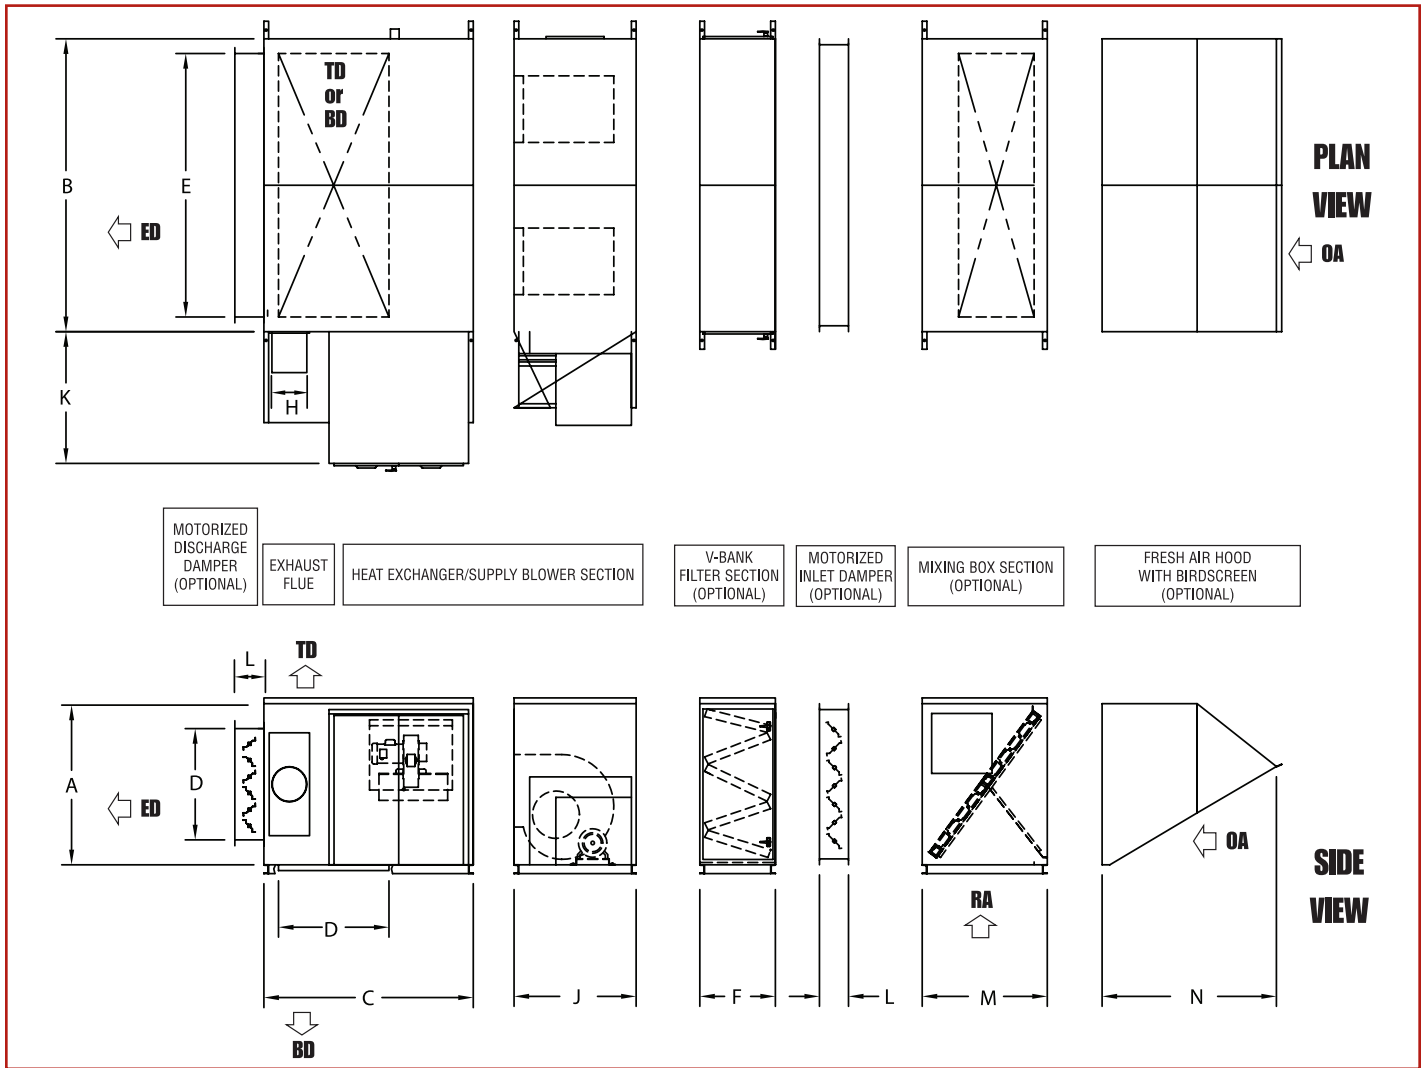 TD
or
BD
PLAN
VIEW
B
E
ED
OA
K
H
MOTORIZED
DISCHARGE
DAMPER
(OPTIONAL)
EXHAUST
FLUE
HEAT EXCHANGER/SUPPLY BLOWER SECTION
V-BANK
FILTER SECTION
(OPTIONAL)
MOTORIZED
INLET DAMPER
(OPTIONAL)
MIXING BOX SECTION
(OPTIONAL)
FRESH AIR HOOD
WITH BIRDSCREEN
(OPTIONAL)
L
TD
A
D
ED
OA
SIDE
VIEW
RA
D
C
J
F
L
M
N
BD